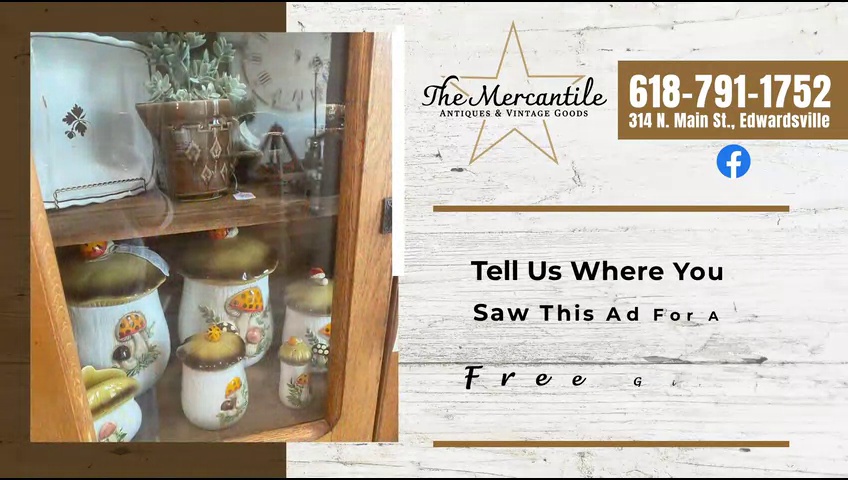 The Mercantile
Antiques & Vintage Goods
618-791-1752
314 N. Main St., Edwardsville
Tell Us Where You
Saw This Ad For A
Free